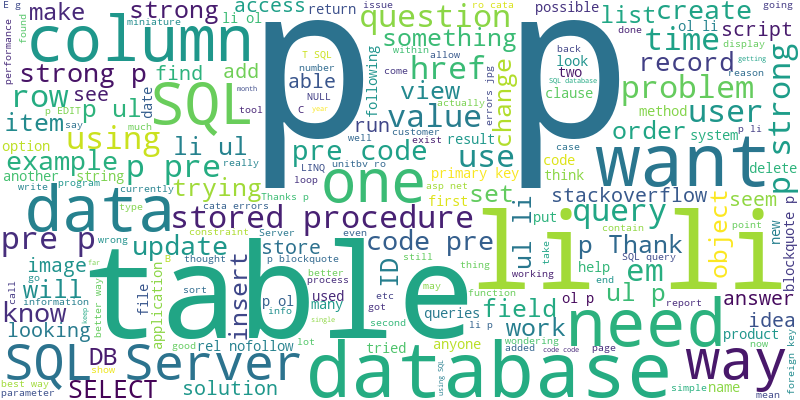 E g
miniature
make
strong
access
return
issue
ro cata
possible
going
found
li ol
question
list
create
ol li
done
display
performance
column
p p
T SQL
something
time
script
within
allow
back
look
two
reason
getting
strong p
find
add
number
able
href
SQL database
record
clause
row
see
p ul
SQL
date
month
tool
C
NULL
following
come
view
errors jpg
change
problem
method
strong
p EDIT
say
much
value
actually
user
item
using
customer
exist
order
system
p li
option
li ul
really
run
well
result
case
example
p pre
pre code
use
code
think
want
delete
another
string
LINQ
unitby ro
primary key
write
program
currently
trying
loop
one
asp net
first
set
stackoverflow
p strong
seem
data
type
cata errors
Thanks p
query
put
object
contain
point
new
blockquote p
pre p
wrong
constraint
Server
even
stored procedure
update
thought
B
store
p blockquote
code pre
still
ul li
p Thank
take
SQL query
image
go
sort
better
process
ID
thing
working
em
help
end
will
call
information
better way
application
file
insert
table
may
function
li li
know
far
etc
many
used
got
queries
field
ul p
ol p
report
answer
looking
keep
p ol
info
single
second
li p
work
need
idea
DB
good
rel nofollow
lot
tried
anyone
added
wondering
page
product
now
SQL Server
show
best way
parameter
SELECT
solution
database
using SQL
code code
way
simple
name
mean
foreign key